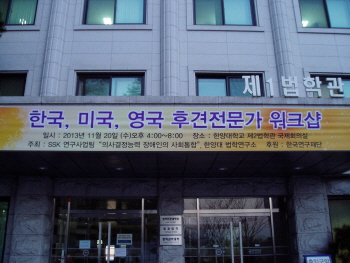 제1법학관
한국, 미국, 영국 후견전문가 워크샵
일시 : 2013년 11월 20일 (수)오후 4:00~8:00 장소 : 한양대학교 제2법학관 국제회의장
주최 : SSK 연구사업팀 "의사결정능력 장애인의 사회통합", 한양대 법학연구소 후원 : 한국연구재단